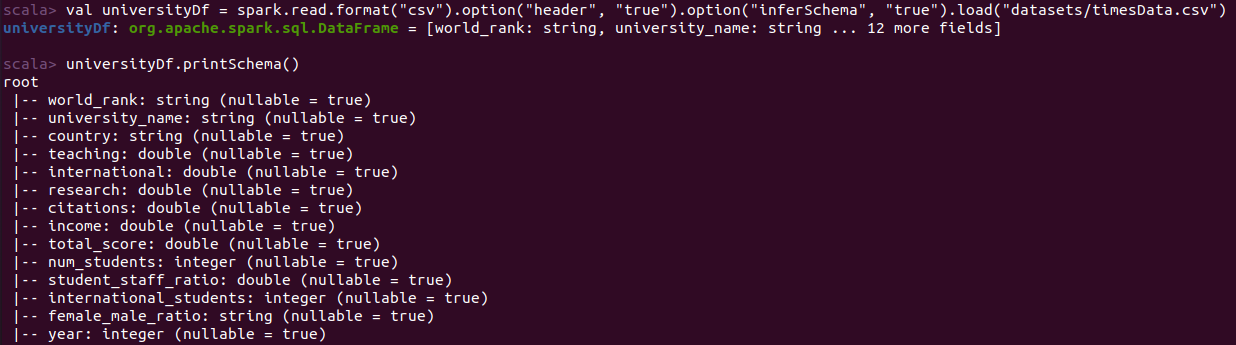 scala> val universityDf = spark.read.format("csv").option("header", "true").option("inferSchema", "true").load("datasets/timesData.csv")
universityDf: org.apache.spark.sql.DataFrame = [world_rank: string, university_name: string ... 12 more fields]
scala> universityDf.printSchema()
root
 |-- world_rank: string (nullable = true)
 |-- university_name: string (nullable = true)
 |-- country: string (nullable = true)
 |-- teaching: double (nullable = true)
 |-- international: double (nullable = true)
 |-- research: double (nullable = true)
 |-- citations: double (nullable = true)
 |-- income: double (nullable = true)
 |-- total_score: double (nullable = true)
 |-- num_students: integer (nullable = true)
 |-- student_staff_ratio: double (nullable = true)
 |-- international_students: integer (nullable = true)
 |-- female_male_ratio: string (nullable = true)
 |-- year: integer (nullable = true)